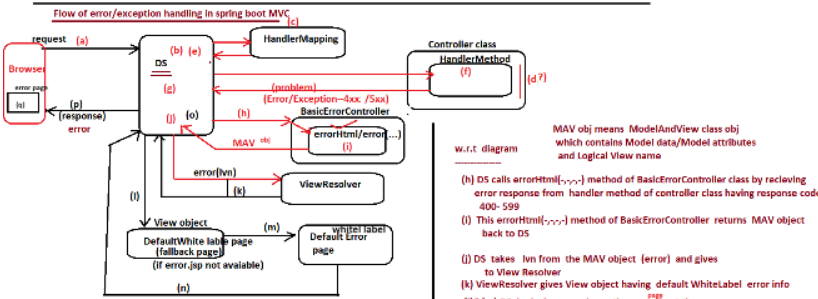 Flow of error/exception handling in spring boot MVC
request (a)
(b) (e)
(c)
HandlerMapping
Controller class
HandlerMethod
(f)
(d ?)
DS
Browser
error page
(q)
(g)
(problem)
(Error/Exception--4xx /5xx)
(p)
(response)
error
(j) (o)
(h)
BasicErrorController
errorHtml/error(...)
(i)
MAV obj
error(lvn)
(k)
ViewResolver
(l)
View object
DefaultWhite lable page
(fallback page)
(if error.jsp not avaiable)
(m)
whitel label
Default Error
page
(n)
MAV obj means ModelAndView class obj
which contains Model data/Model attributes
and Logical View name
w.r.t diagram
---------------
(h) DS calls errorHtml(-,-,-,-) method of BasicErrorController class by recieving
error response from handler method of controller class having response code
400- 599
(i) This errorHtml(-,-,-,-) method of BasicErrorController returns MAV object
back to DS
(j) DS takes lvn from the MAV object (error) and gives
to View Resolver
(k) ViewResolver gives View object having default WhiteLabel error info
page